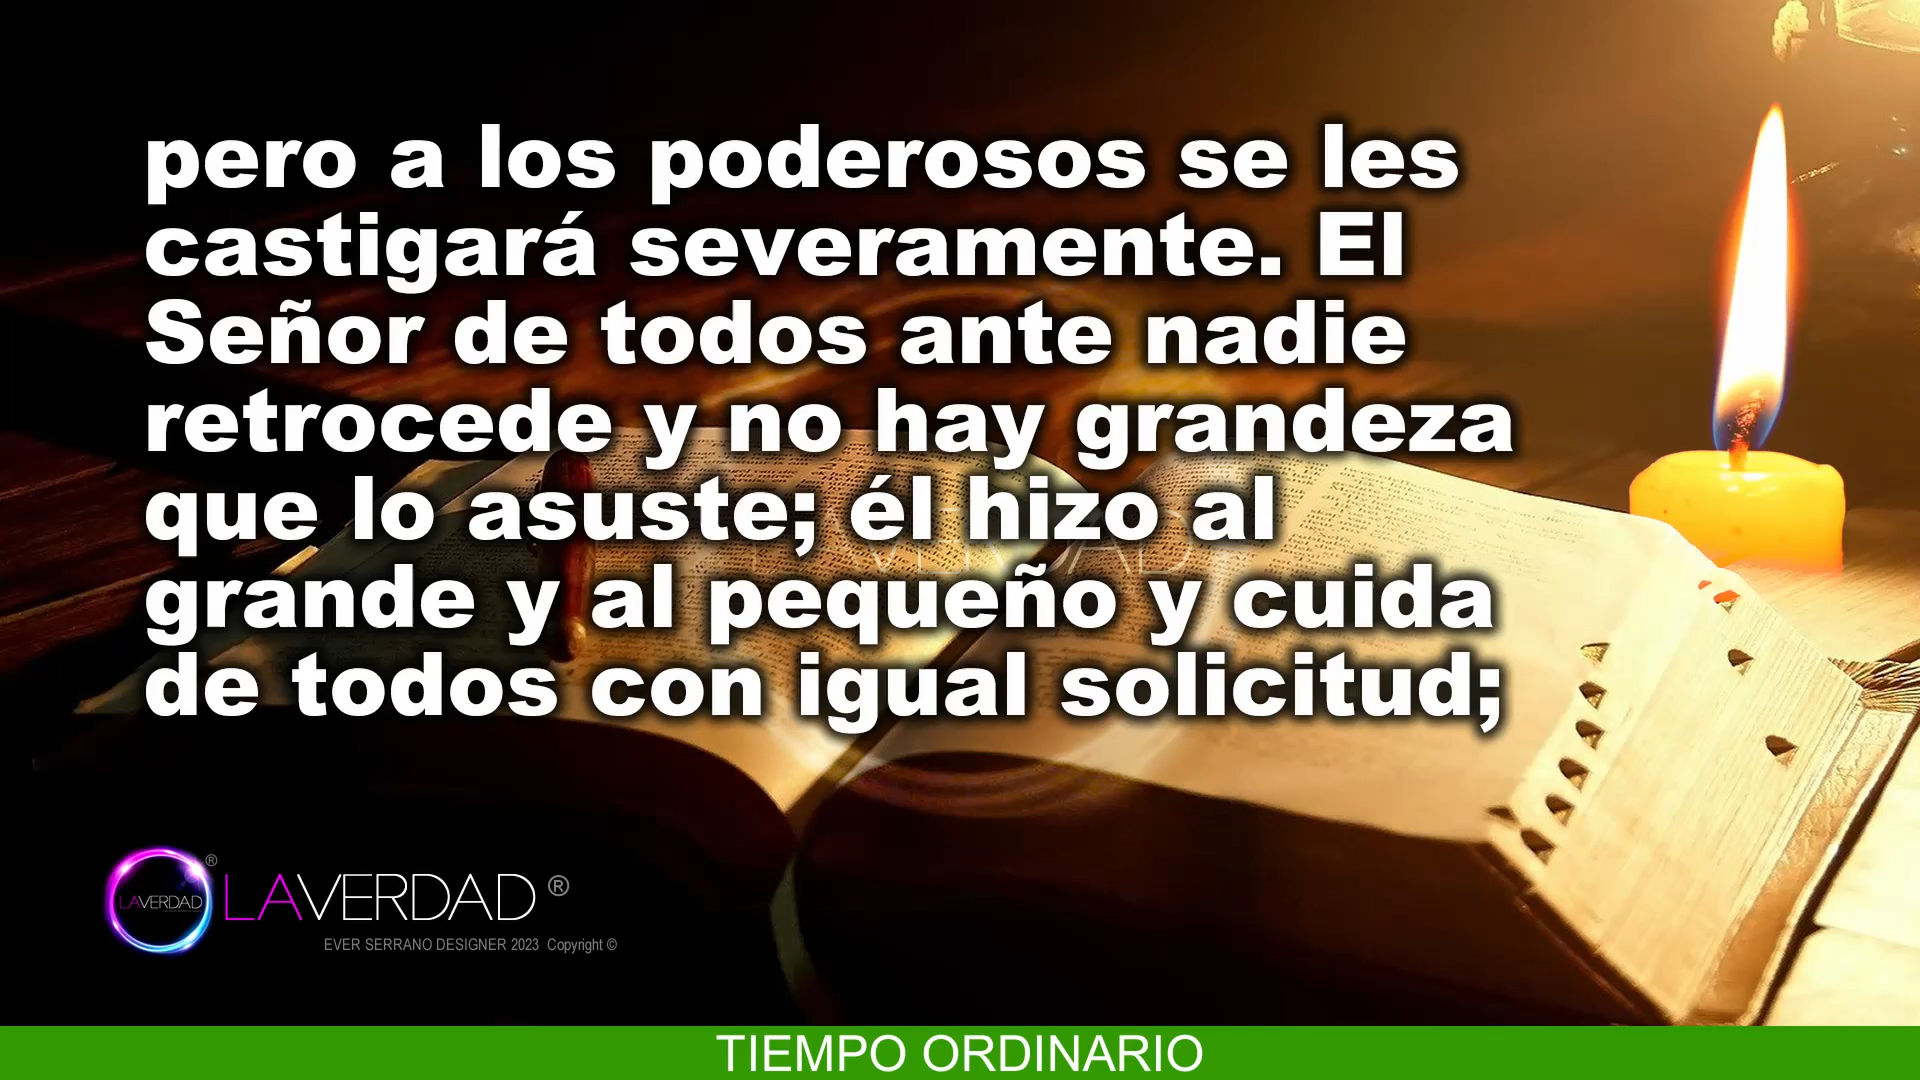 pero a los poderosos se les
castigará severamente. El
Señor de todos ante nadie
retrocede y no hay grandeza
que lo asuste; él hizo al
grande y al pequeño y cuida
de todos con igual solicitud;
LAVERDAD ®
LAVERDAD ®
EVER SERRANO DESIGNER 2023 Copyright ©
TIEMPO ORDINARIO